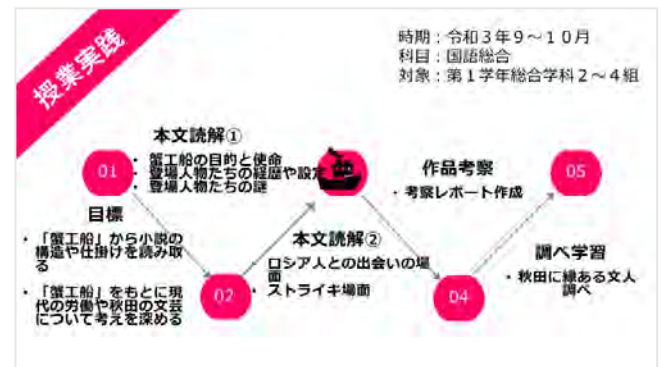 授業実践
時期：令和３年９～１０月
科目：国語総合
対象：第１学年総合学科２～４組
01
目標
・「蟹工船」から小説の
構造や仕掛けを読み取
る
・「蟹工船」をもとに現
代の労働や秋田の文芸
について考えを深める
02
本文読解①
・蟹工船の目的と使命
・登場人物たちの経歴や設定
・登場人物たちの謎
本文読解②
・ロシア人との出会いの場
面
・ストライキ場面
04
作品考察
・考察レポート作成
05
調べ学習
・秋田に縁ある文人
調べ